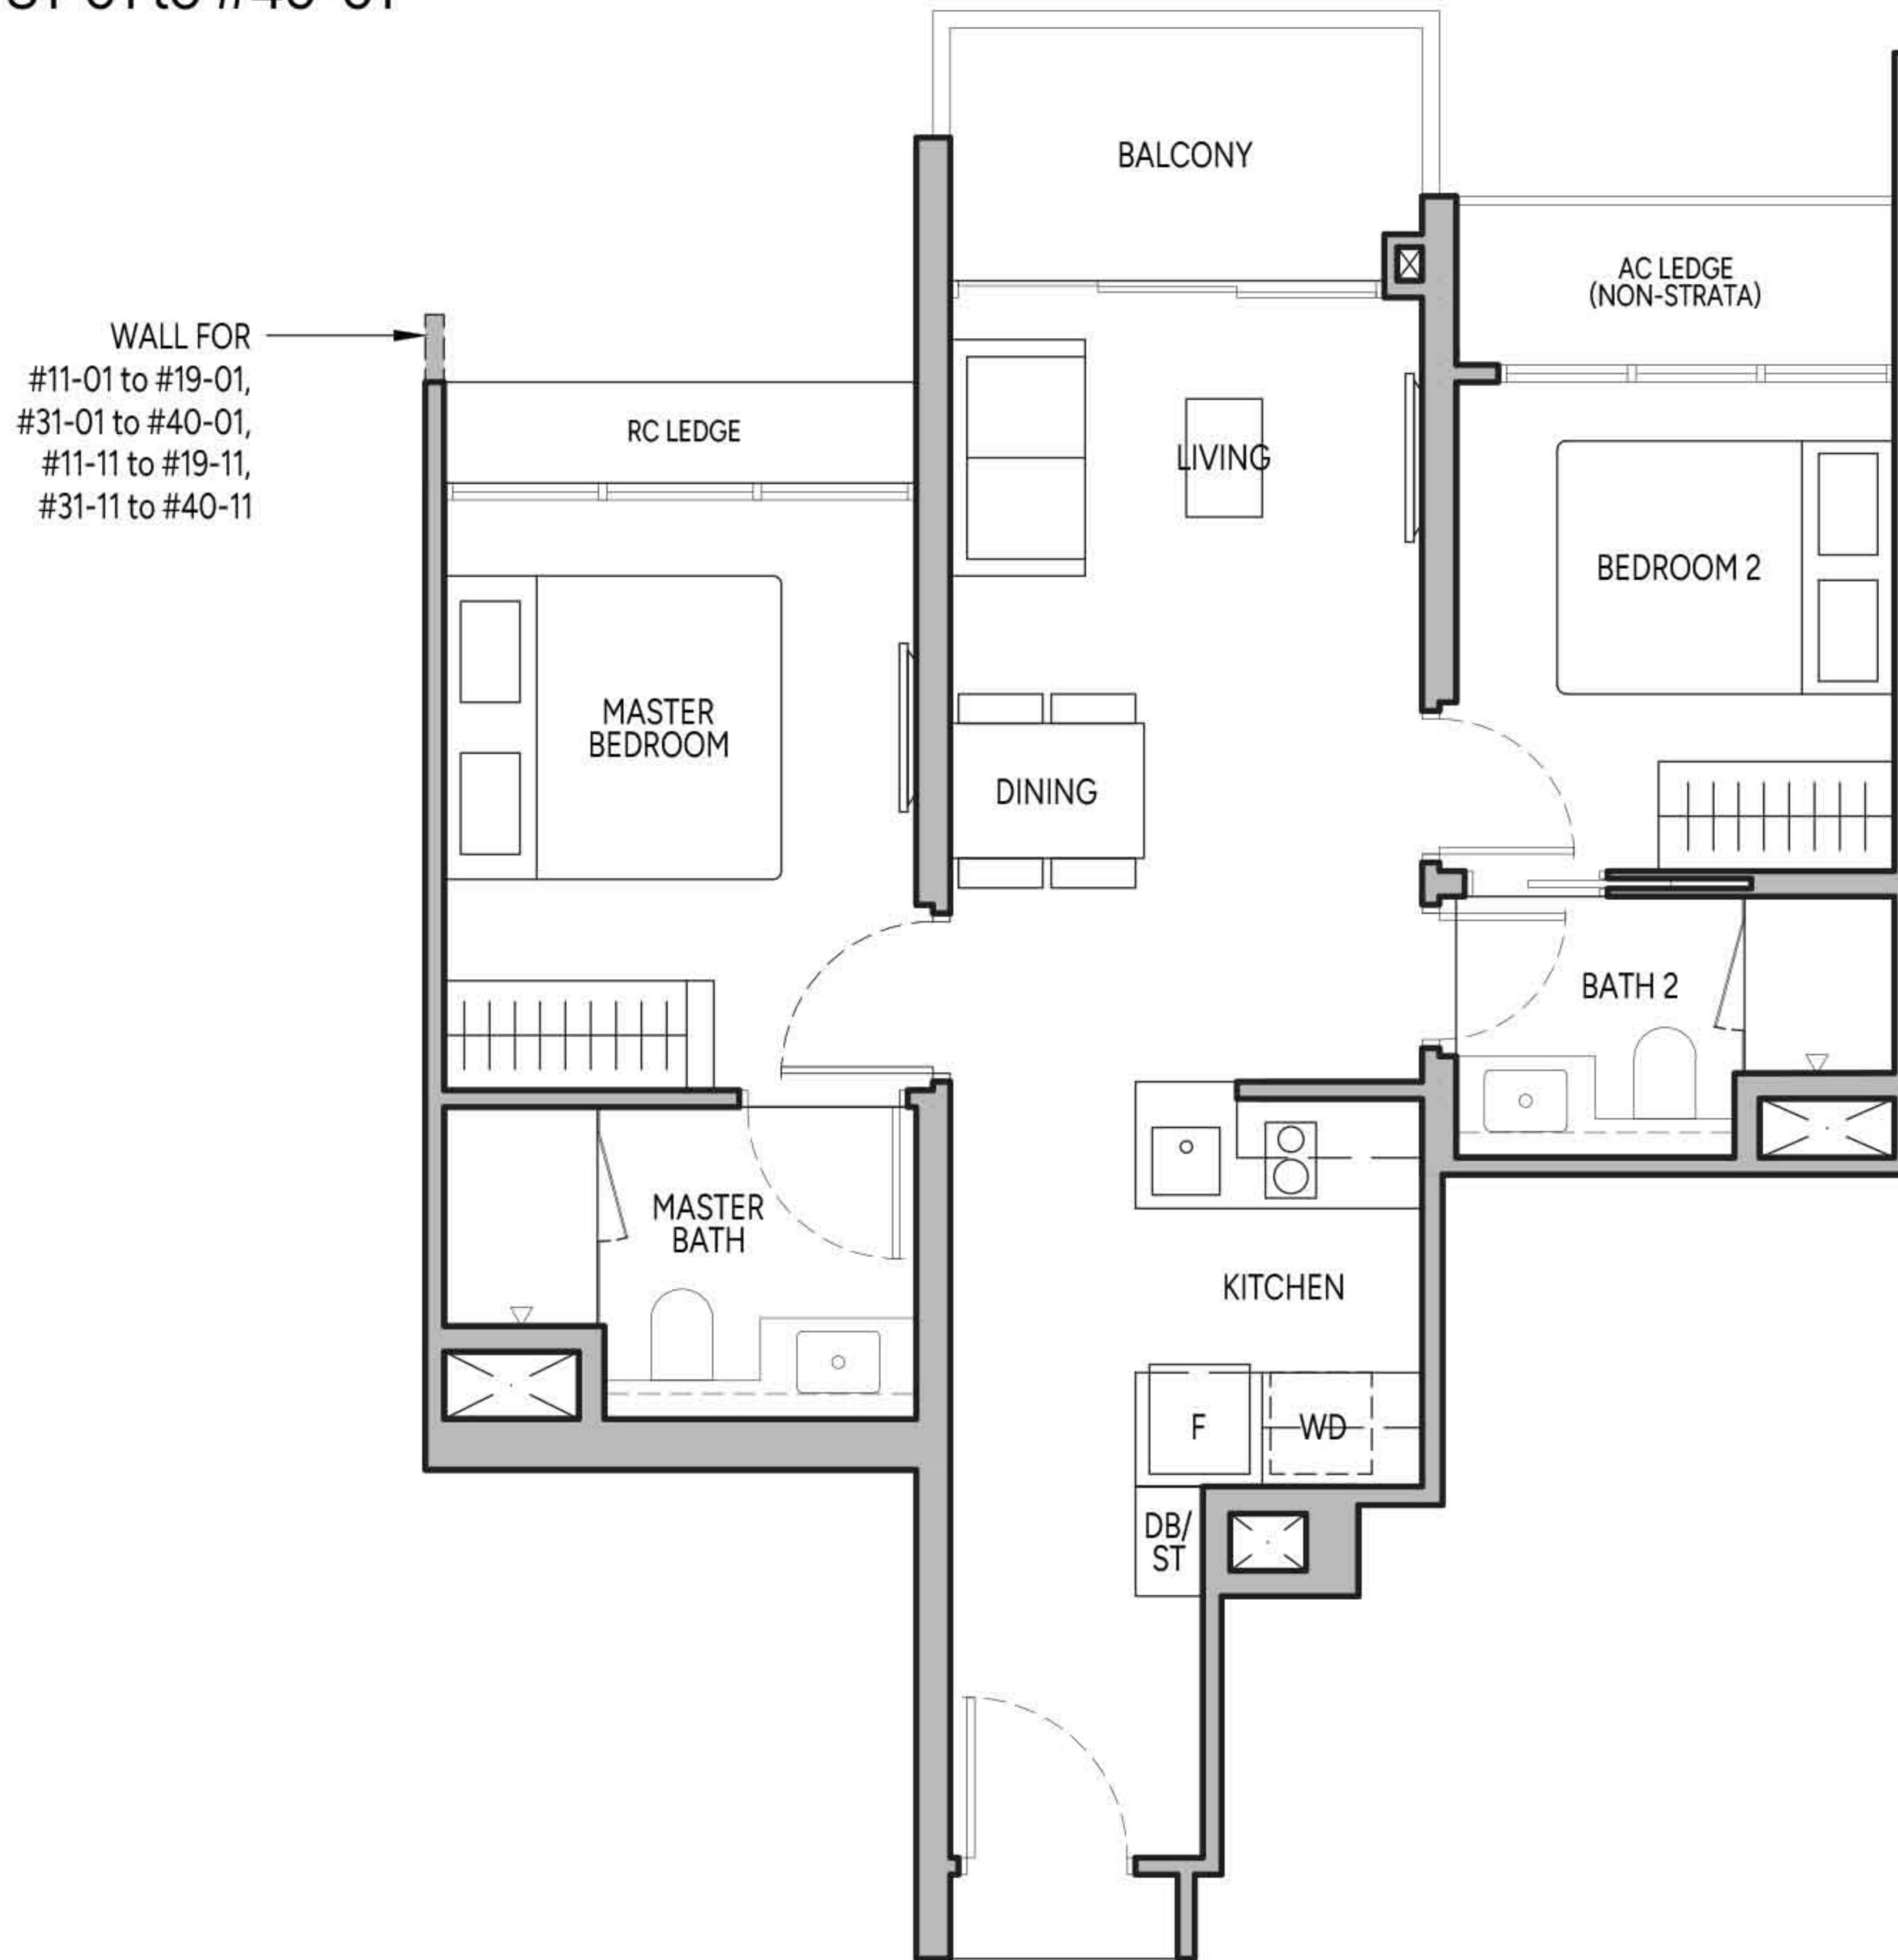 BALCONY
AC LEDGE
(NON-STRATA)
WALL FOR
#11-01 to #19-01,
#31-01 to #40-01,
#11-11 to #19-11,
#31-11 to #40-11
RC LEDGE
LIVING
BEDROOM 2
MASTER
BEDROOM
DINING
BATH 2
MASTER
BATH
KITCHEN
F
WD
DB/
ST